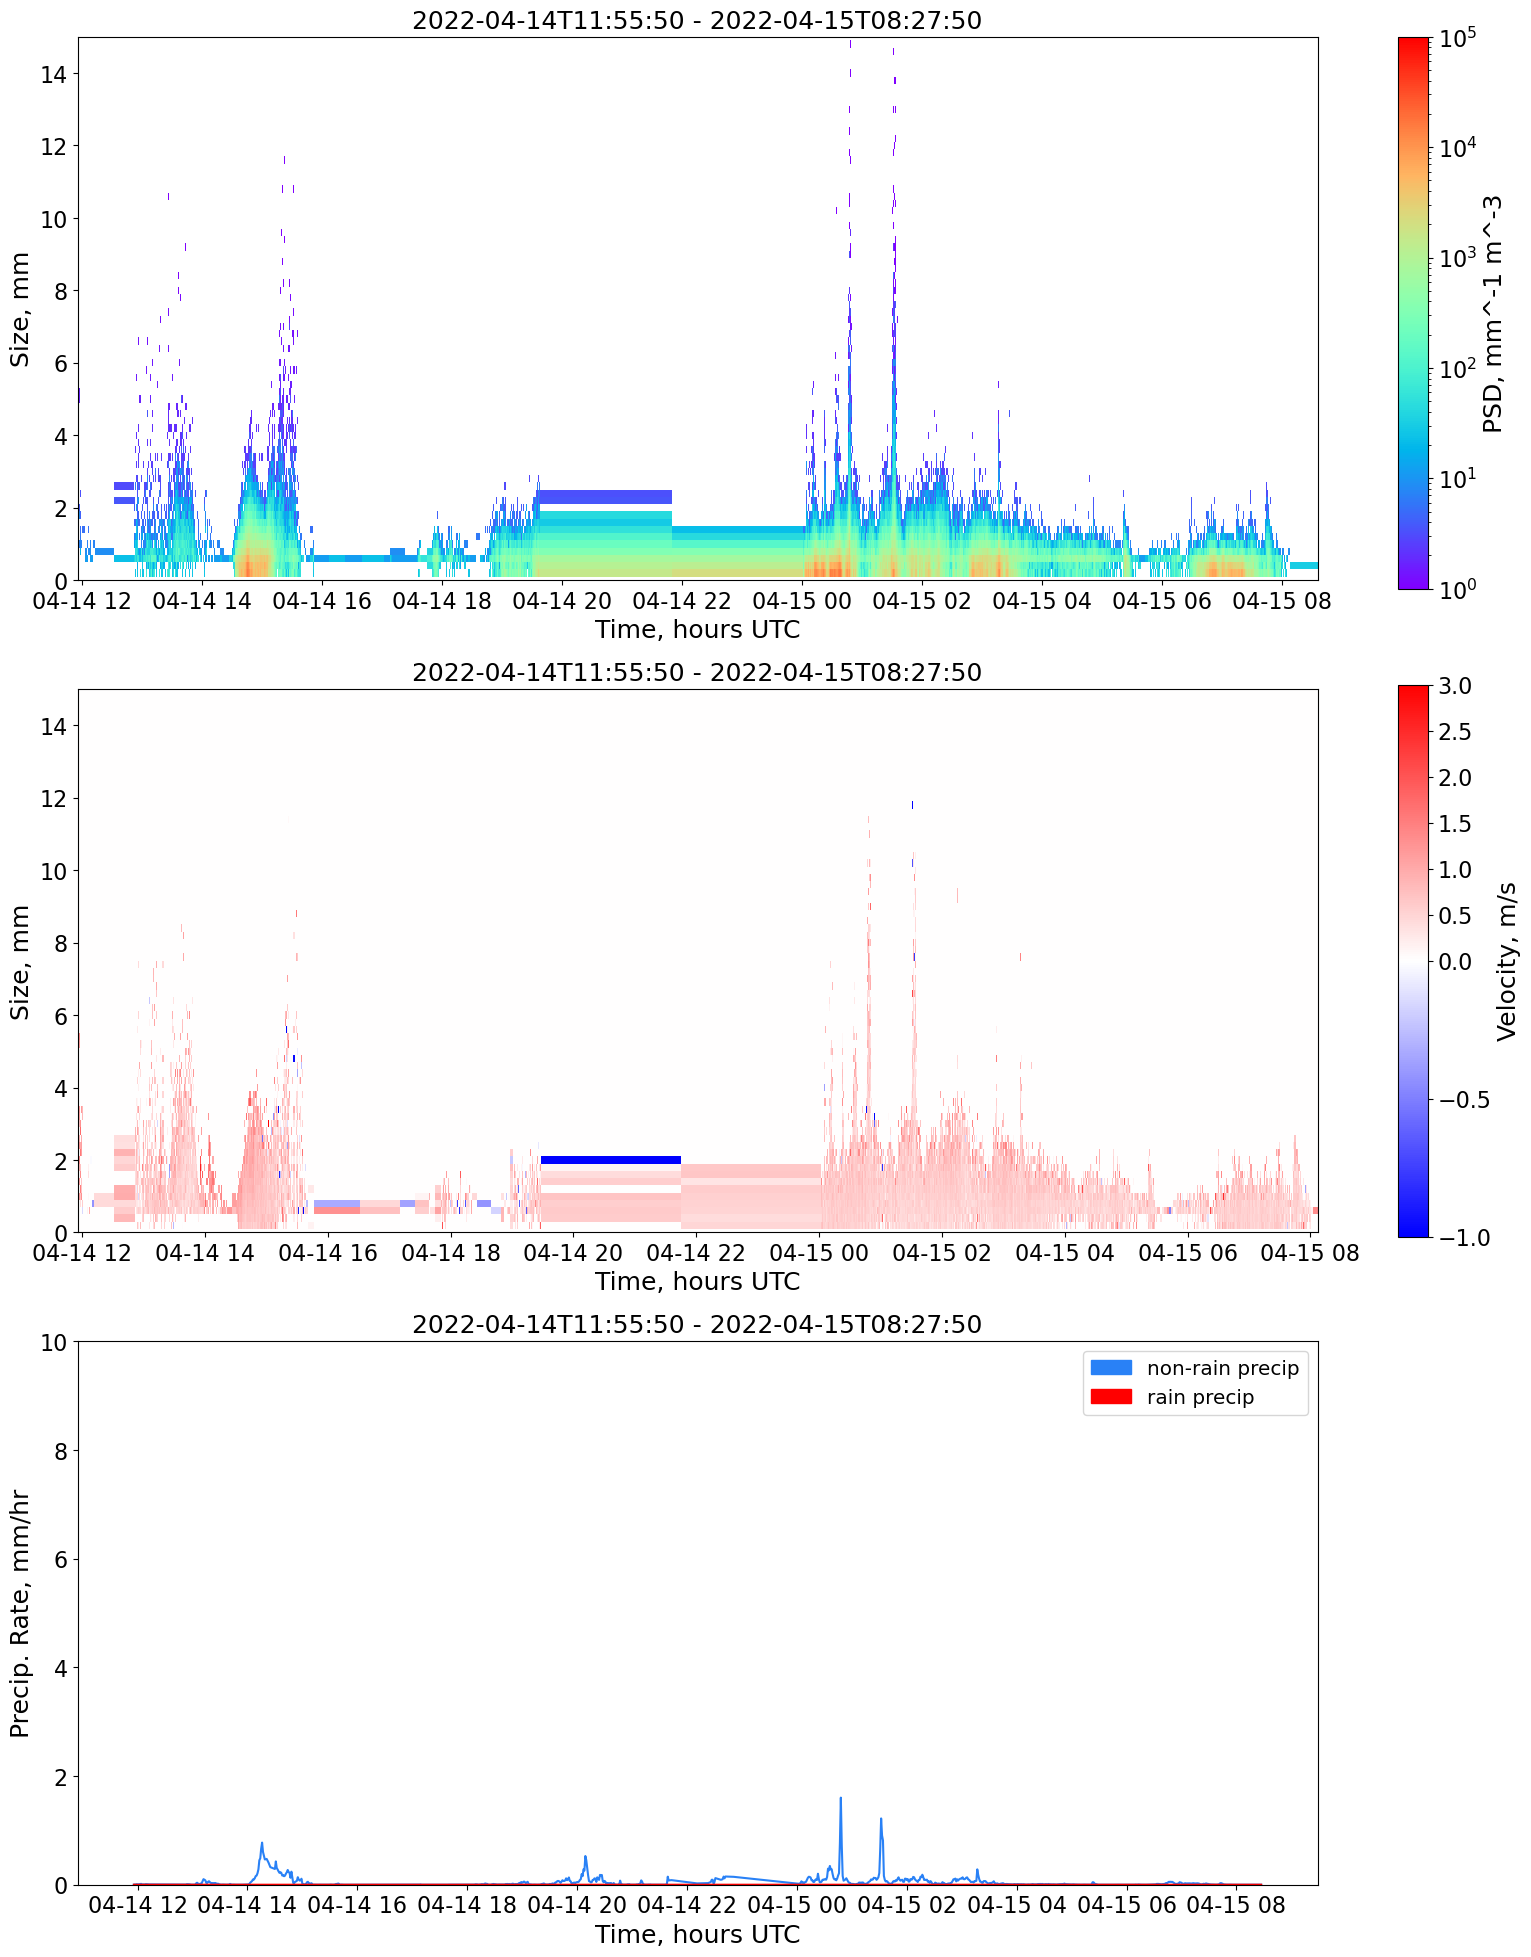 2022-04-14T11:55:50 - 2022-04-15T08:27:50
14
12
10
8
6
4
2
0
Size, mm
04-14 12 04-14 14 04-14 16 04-14 18 04-14 20 04-14 22 04-15 00 04-15 02 04-15 04 04-15 06 04-15 08
Time, hours UTC
10^5
10^4
10^3
10^2
10^1
10^0
PSD, mm^-1 m^-3
2022-04-14T11:55:50 - 2022-04-15T08:27:50
14
12
10
8
6
4
2
0
Size, mm
04-14 12 04-14 14 04-14 16 04-14 18 04-14 20 04-14 22 04-15 00 04-15 02 04-15 04 04-15 06 04-15 08
Time, hours UTC
3.0
2.5
2.0
1.5
1.0
0.5
0.0
−0.5
−1.0
Velocity, m/s
2022-04-14T11:55:50 - 2022-04-15T08:27:50
10
8
6
4
2
0
Precip. Rate, mm/hr
non-rain precip
rain precip
04-14 12 04-14 14 04-14 16 04-14 18 04-14 20 04-14 22 04-15 00 04-15 02 04-15 04 04-15 06 04-15 08
Time, hours UTC